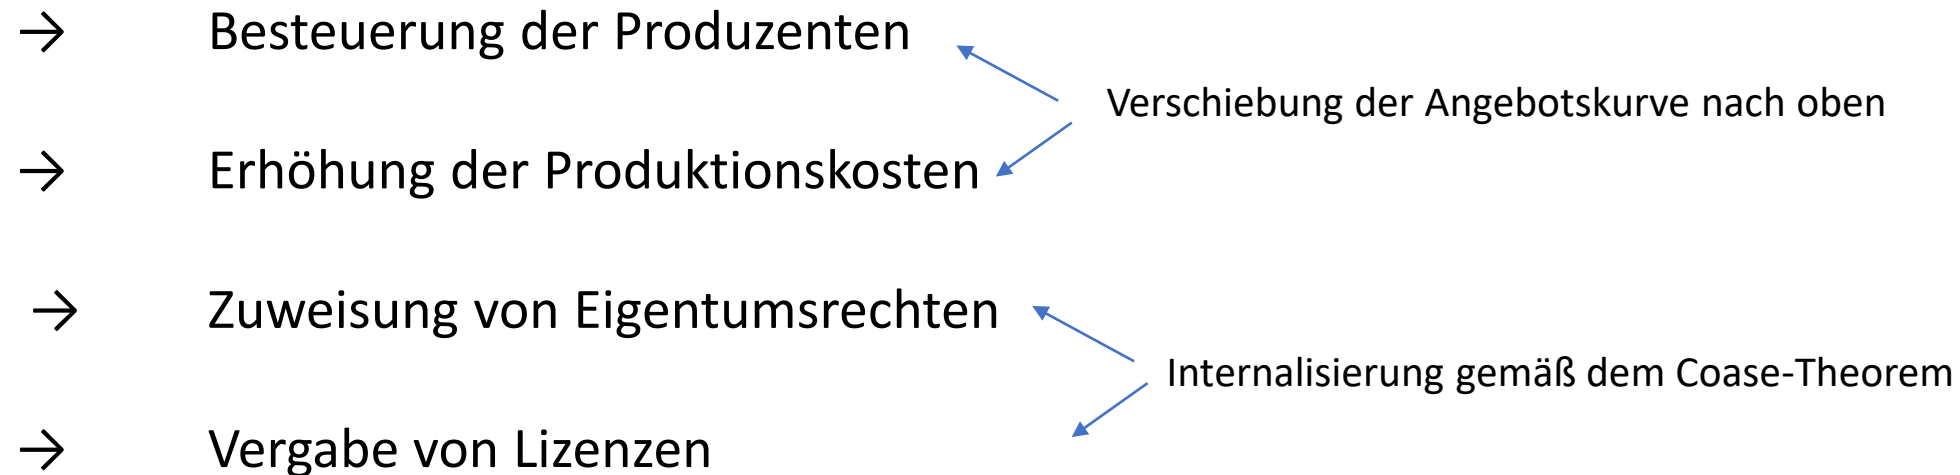 → Besteuerung der Produzenten
Verschiebung der Angebotskurve nach oben
→ Erhöhung der Produktionskosten
→ Zuweisung von Eigentumsrechten
Internalisierung gemäß dem Coase-Theorem
→ Vergabe von Lizenzen